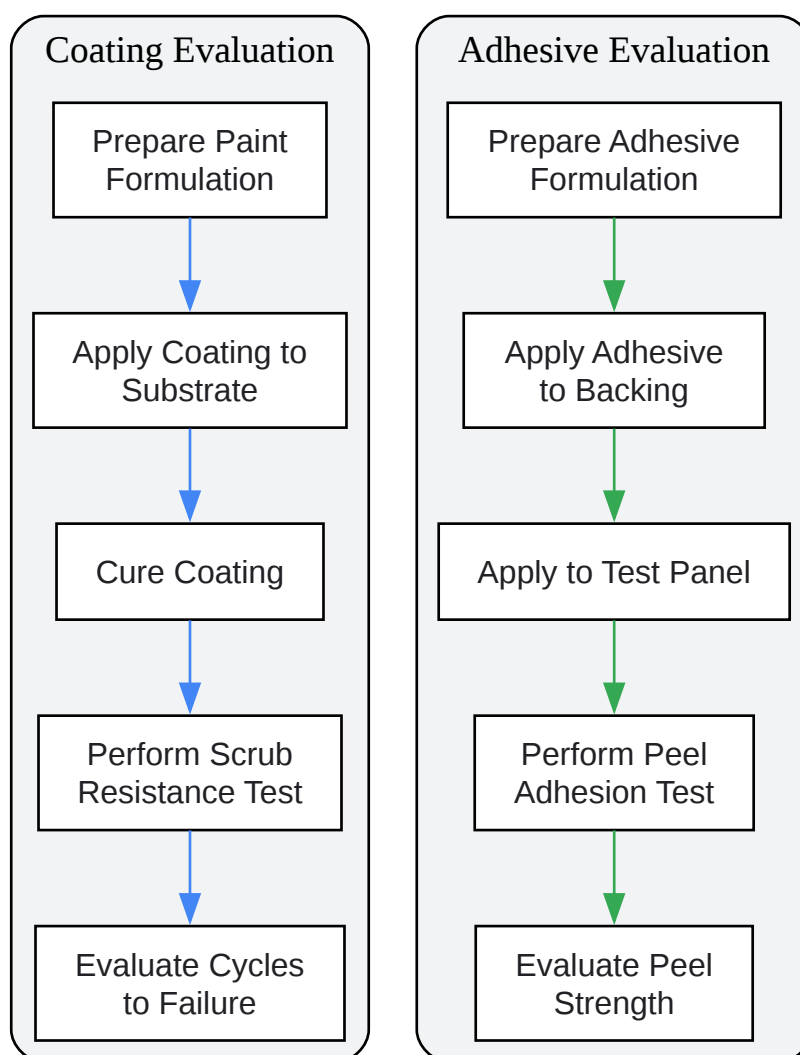 Coating Evaluation
Prepare Paint
Formulation
Apply Coating to
Substrate
Cure Coating
Perform Scrub
Resistance Test
Evaluate Cycles
to Failure
Adhesive Evaluation
Prepare Adhesive
Formulation
Apply Adhesive
to Backing
Apply to Test Panel
Perform Peel
Adhesion Test
Evaluate Peel
Strength